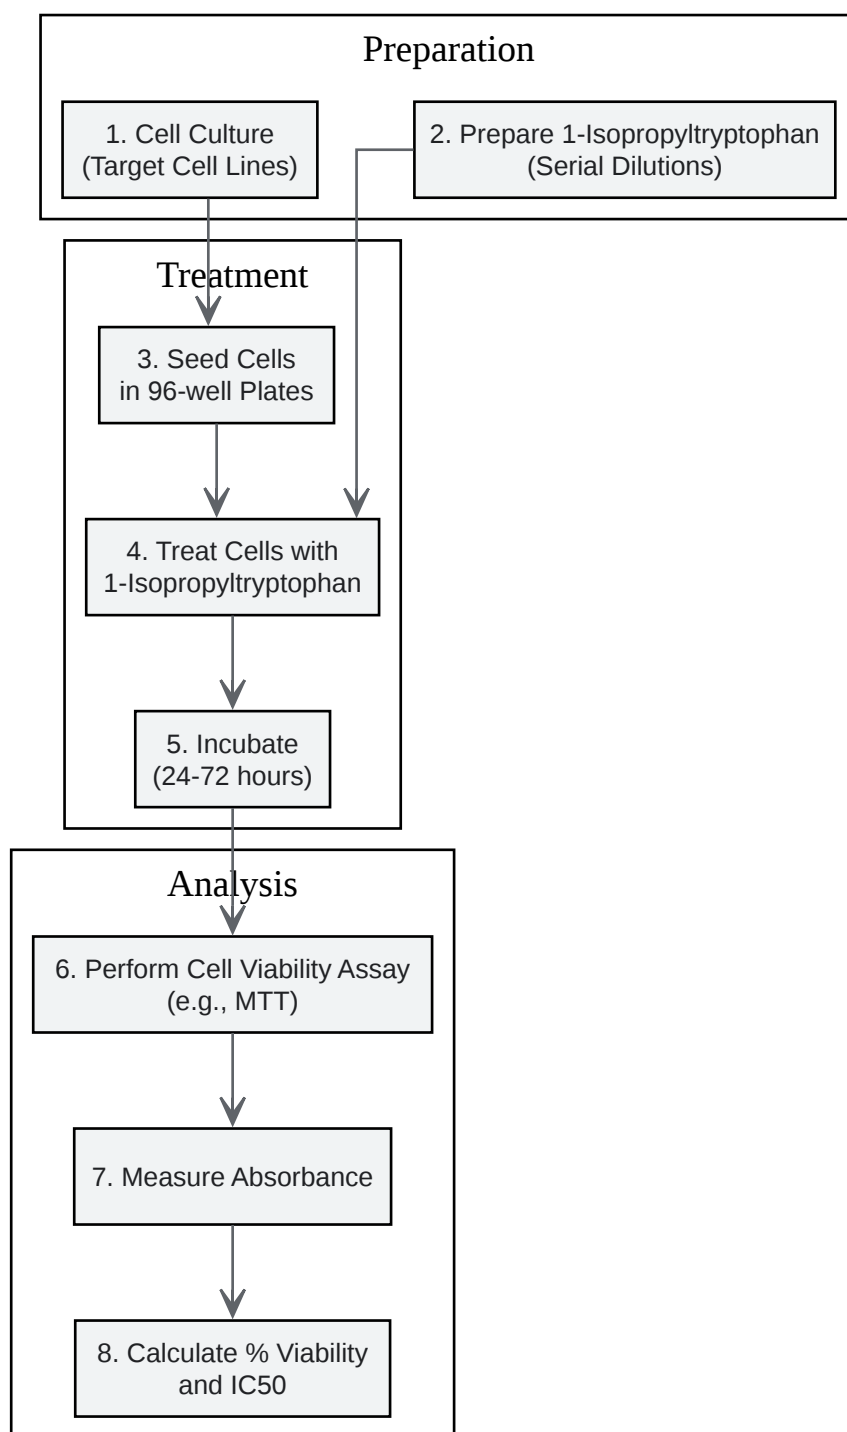 Preparation
1. Cell Culture
(Target Cell Lines)
2. Prepare 1-Isopropyltryptophan
(Serial Dilutions)
Treatment
3. Seed Cells
in 96-well Plates
4. Treat Cells with
1-Isopropyltryptophan
5. Incubate
(24-72 hours)
Analysis
6. Perform Cell Viability Assay
(e.g., MTT)
7. Measure Absorbance
8. Calculate % Viability
and IC50